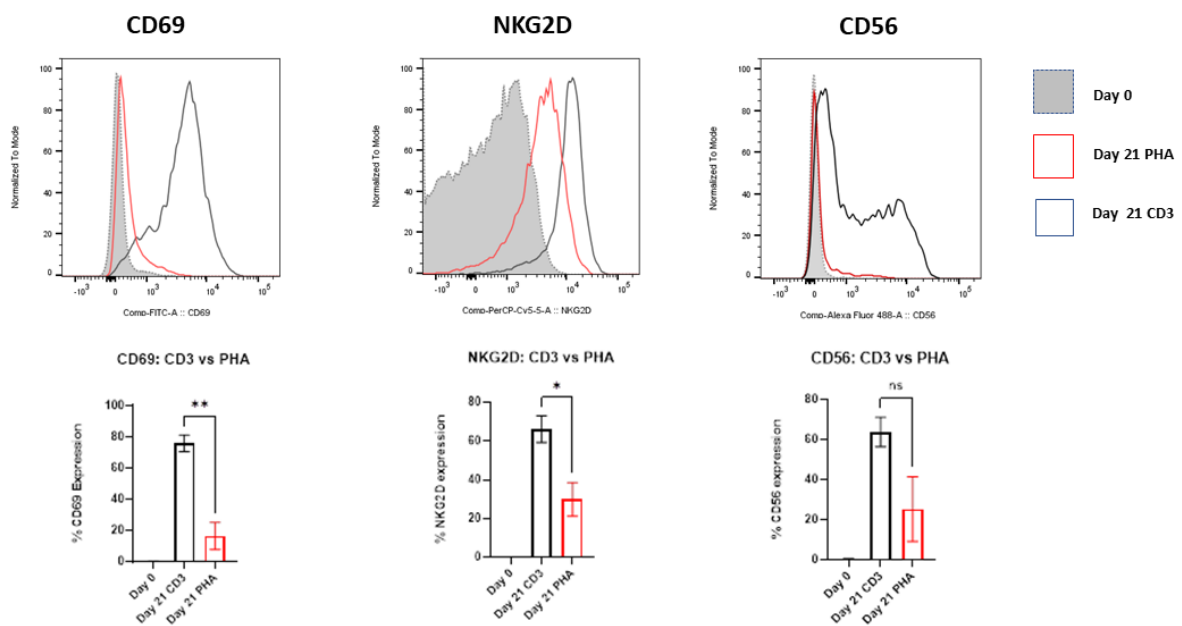 CD69
NKG2D
CD56
Normalized To Mode
100
80
60
40
20
0
-10³ 0 10³ 10⁴ 10⁵
Comp-FITC-A :: CD69
Normalized To Mode
100
80
60
40
20
0
-10³ 0 10³ 10⁴ 10⁵
Comp-PerCP-Cy5-5-A :: NKG2D
Normalized To Mode
100
80
60
40
20
0
-10³ 0 10³ 10⁴ 10⁵
Comp-Alexa Fluor 488-A :: CD56
Day 0
Day 21 PHA
Day 21 CD3
CD69: CD3 vs PHA
% CD69 Expression
100
80
60
40
20
0
**
Day 0
Day 21 CD3
Day 21 PHA
NKG2D: CD3 vs PHA
% NKG2D expression
80
60
40
20
0
*
Day 0
Day 21 CD3
Day 21 PHA
CD56: CD3 vs PHA
% CD56 expression
80
60
40
20
0
ns
Day 0
Day 21 CD3
Day 21 PHA